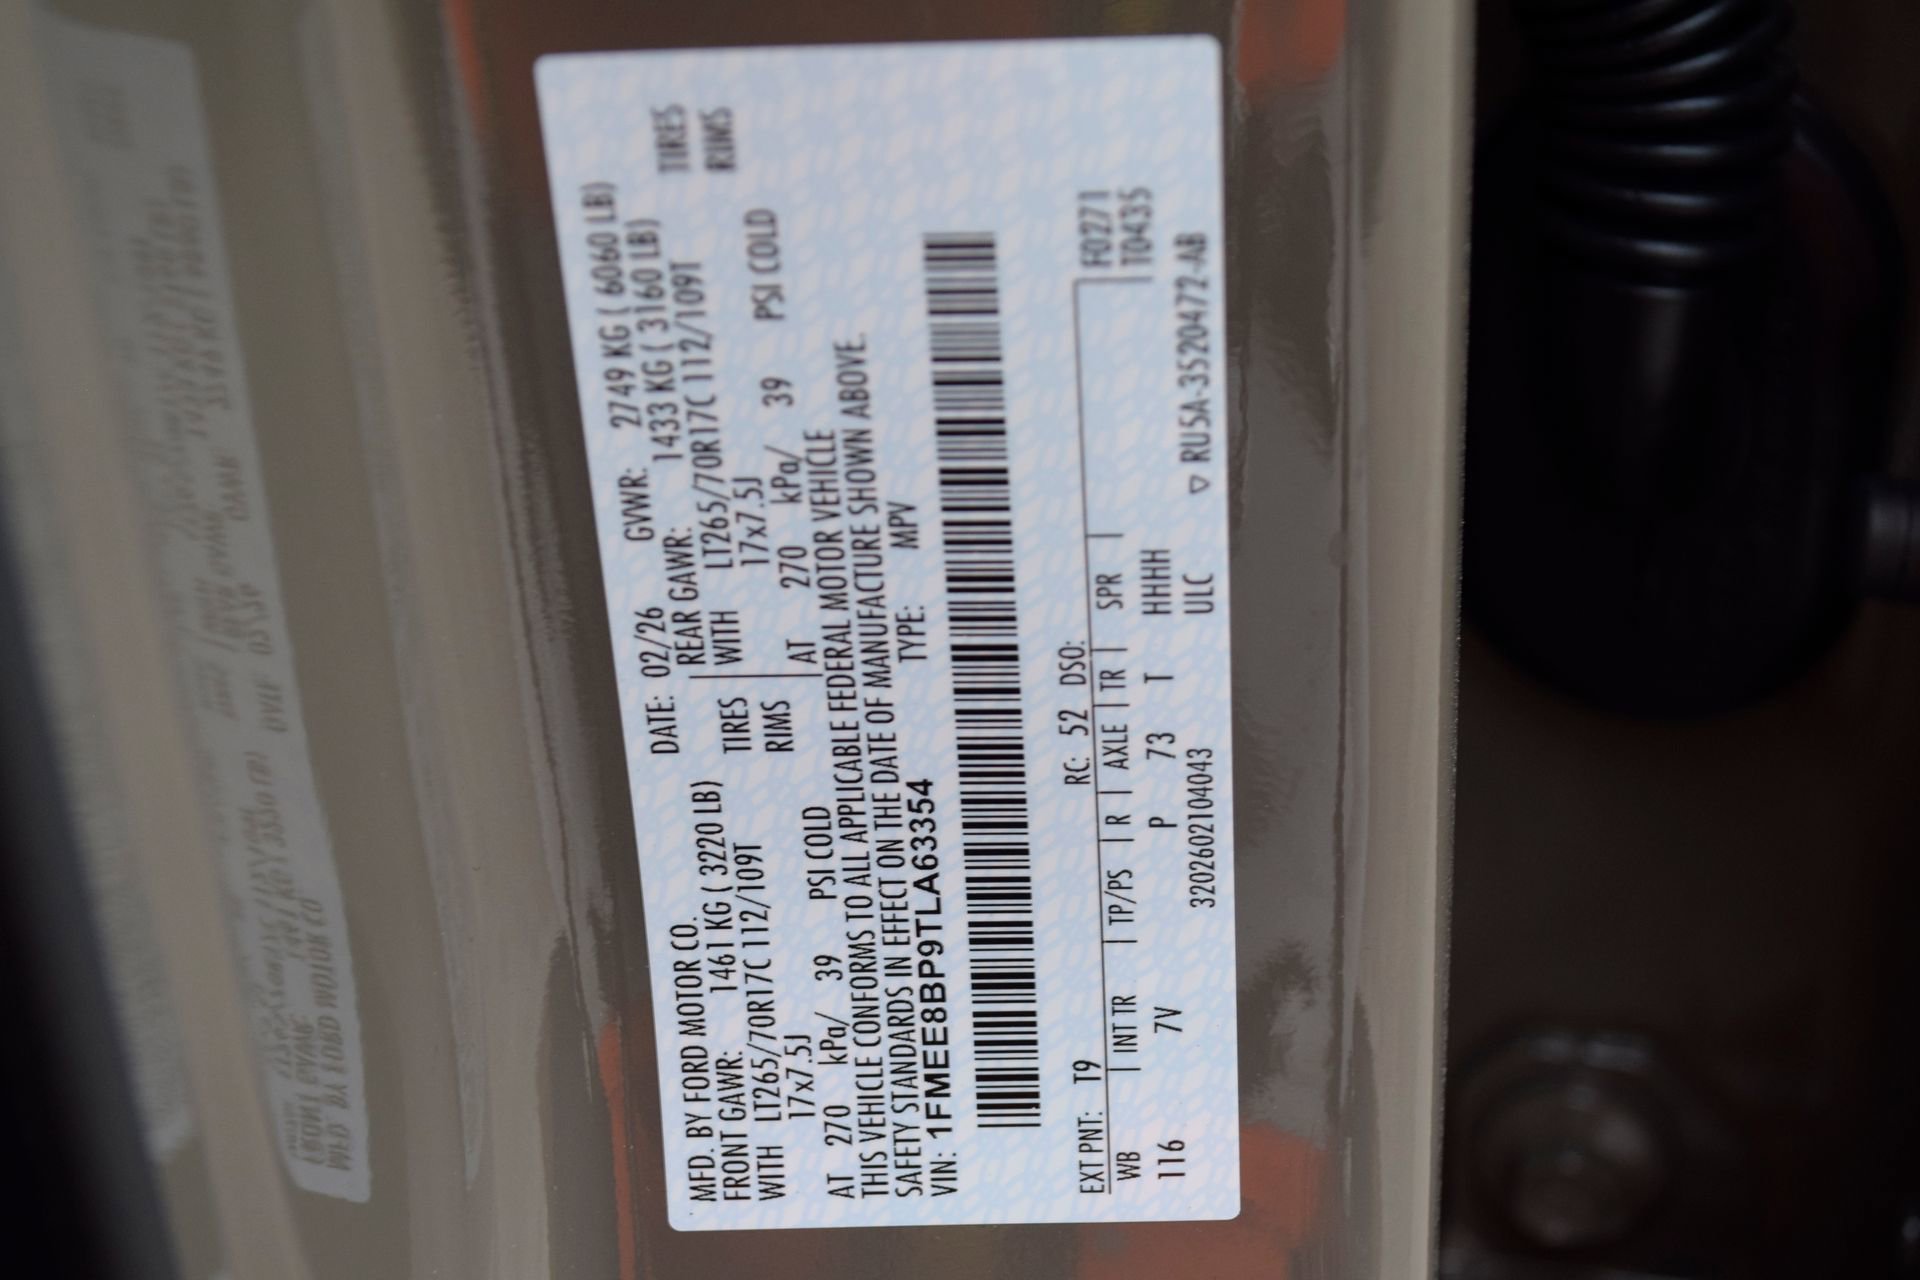 MFD. BY FORD MOTOR CO. DATE: 02/26 GVWR: 2749 KG ( 6060 LB)
FRONT GAWR: 1461 KG ( 3220 LB) REAR GAWR: 1433 KG ( 3160 LB)
WITH LT265/70R17C 112/109T TIRES WITH LT265/70R17C 112/109T TIRES
17x7.5J RIMS 17x7.5J RIMS
AT 270 kPa/ 39 PSI COLD AT 270 kPa/ 39 PSI COLD
THIS VEHICLE CONFORMS TO ALL APPLICABLE FEDERAL MOTOR VEHICLE
SAFETY STANDARDS IN EFFECT ON THE DATE OF MANUFACTURE SHOWN ABOVE.
VIN: 1FMEE8BP9TLA63354 TYPE: MPV
EXT PNT: T9 RC: 52 DSO: F0271
WB INT TR TP/PS R AXLE TR SPR T0435
116 7V P 73 T HHHH
320260210404​3 ULC ▽ RU5A-3520472-AB